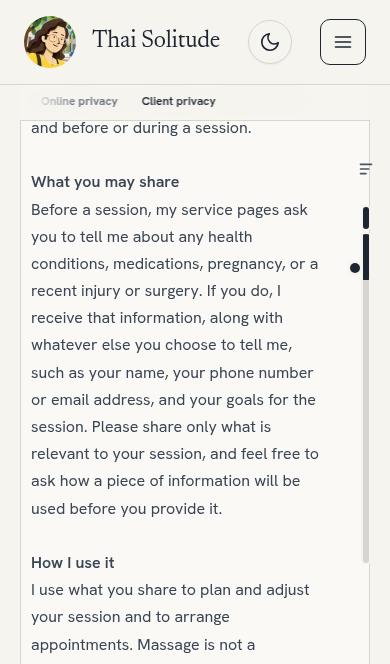 Thai Solitude
Online privacy
Client privacy
and before or during a session.
What you may share
Before a session, my service pages ask
you to tell me about any health
conditions, medications, pregnancy, or a
recent injury or surgery. If you do, I
receive that information, along with
whatever else you choose to tell me,
such as your name, your phone number
or email address, and your goals for the
session. Please share only what is
relevant to your session, and feel free to
ask how a piece of information will be
used before you provide it.
How I use it
I use what you share to plan and adjust
your session and to arrange
appointments. Massage is not a